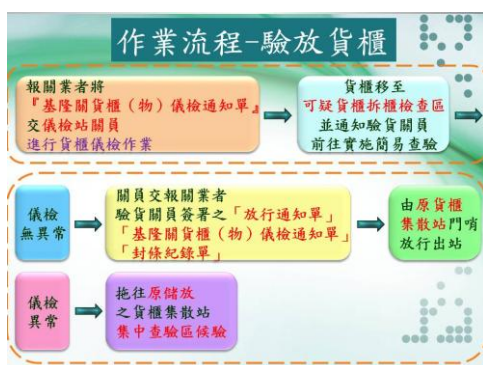 作業流程-驗放貨櫃
報關業者將
『基隆關貨櫃（物）儀檢通知單』
交儀檢站關員
進行貨櫃儀檢作業
貨櫃移至
可疑貨櫃拆櫃檢查區
並通知驗貨關員
前往實施簡易查驗
儀檢
無異常
關員交報關業者
驗貨關員簽署之「放行通知單」
「基隆關貨櫃（物）儀檢通知單」
「封條紀錄單」
由原貨櫃
集散站門哨
放行出站
儀檢
異常
拖往原儲放
之貨櫃集散站
集中查驗區候驗